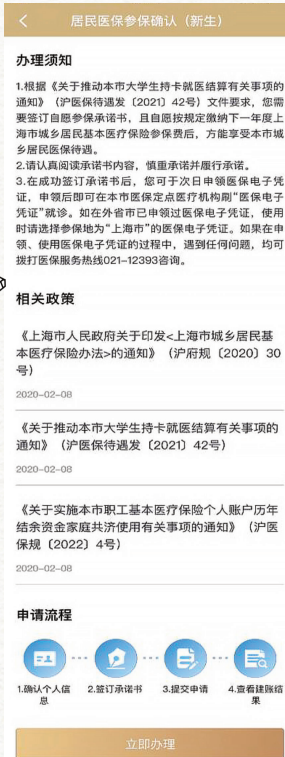 居民医保参保确认（新生）
办理须知
1.根据《关于推动本市大学生持卡就医结算有关事项的
通知》（沪医保待遇发〔2021〕42号）文件要求，您需
要签订自愿参保承诺书，且自愿按规定缴纳下一年度上
海市城乡居民基本医疗保险参保费后，方能享受本市城
乡居民医保待遇。
2.请认真阅读承诺书内容，慎重承诺并履行承诺。
3.在成功签订承诺书后，您可于次日申领医保电子凭
证，申领后即可在本市医保定点医疗机构刷“医保电子
凭证”就诊。如在外省市已申领过医保电子凭证，使用
时请选择参保地为“上海市”的医保电子凭证。如果在申
领、使用医保电子凭证的过程中，遇到任何问题，均可
拨打医保服务热线021-12393咨询。
相关政策
《上海市人民政府关于印发<上海市城乡居民基
本医疗保险办法>的通知》（沪府规〔2020〕30
号）
2020-02-08
《关于推动本市大学生持卡就医结算有关事项的
通知》（沪医保待遇发〔2021〕42号）
2020-02-08
《关于实施本市职工基本医疗保险个人账户历年
结余资金家庭共济使用有关事项的通知》（沪医
保规〔2022〕4号）
2020-02-08
申请流程
1.确认个人信
息
2.签订承诺书
3.提交申请
4.查看建账结
果
立即办理